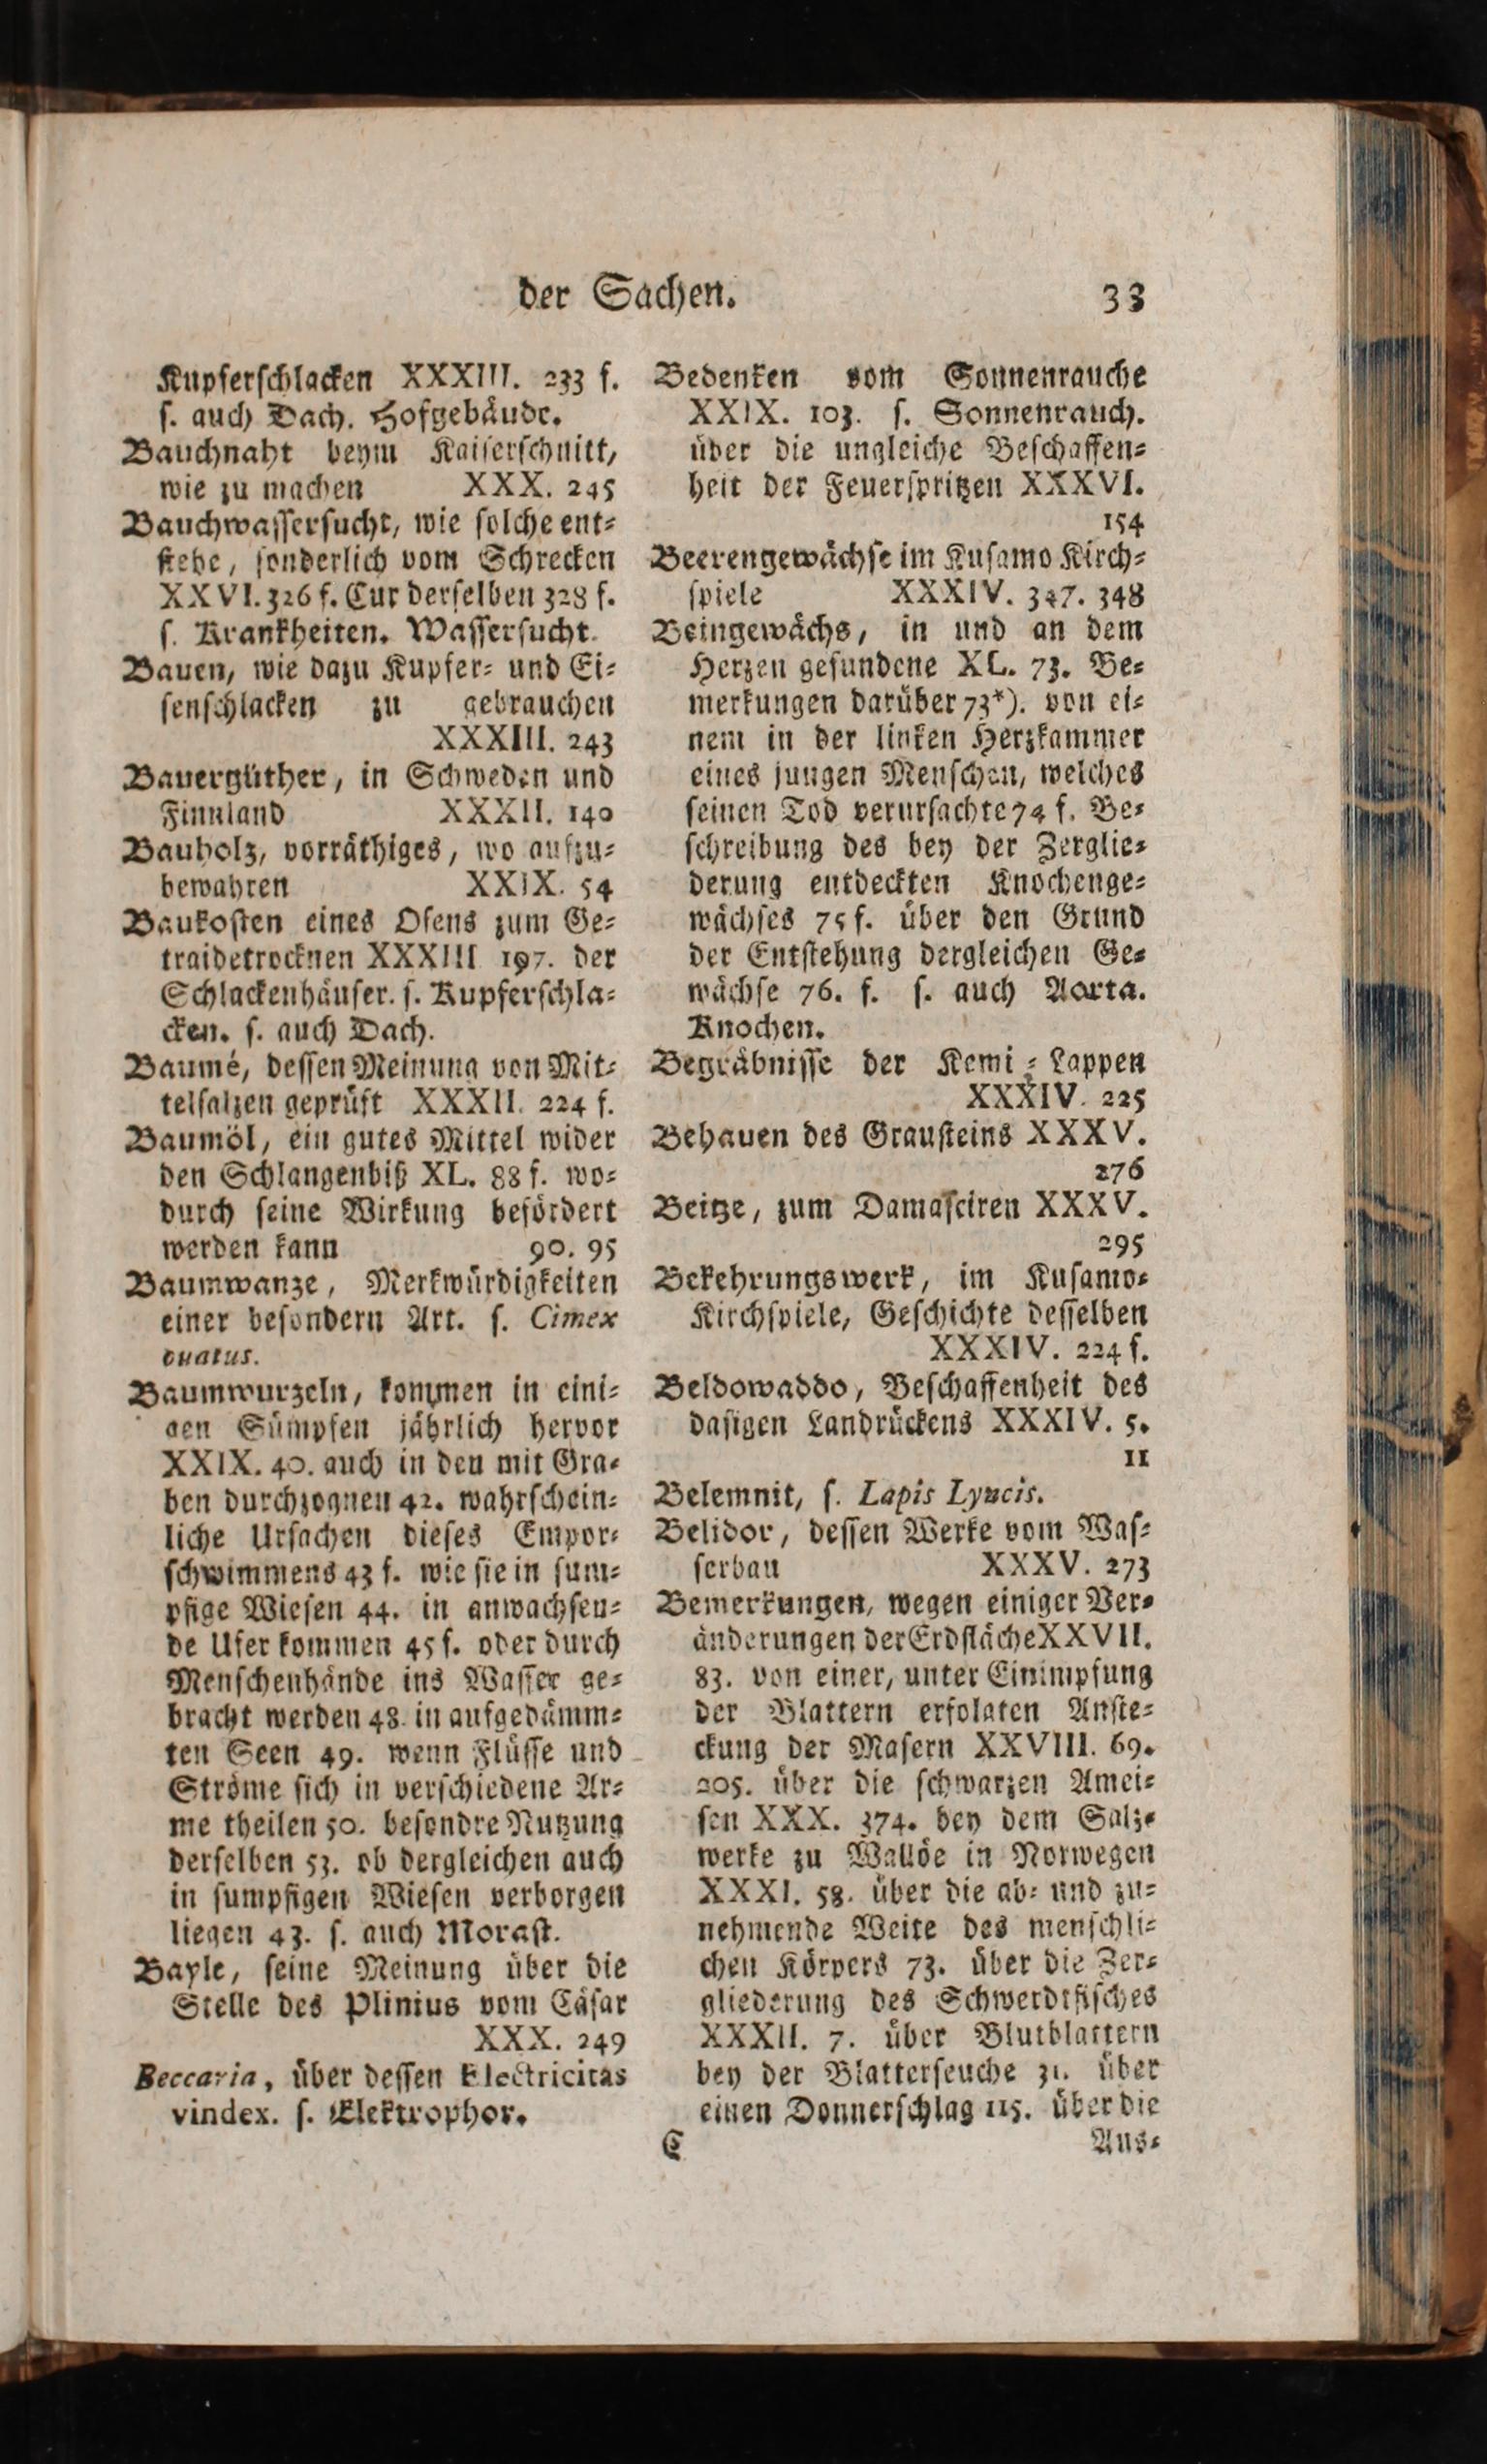 der Sachen. 33
Kupferschlacken XXXIII. 233 f.
s. auch Dach. Hofgebäude.
Bauchnaht beym Kaiserschnitt,
wie zu machen XXX. 245
Bauchwassersucht, wie solche ent⸗
stehe, sonderlich vom Schrecken
XXVI. 326 f. Cur derselben 328 f.
s. Krankheiten. Wassersucht.
Bauen, wie dazu Kupfer⸗ und Ei⸗
senschlacken zu gebrauchen
XXXIII. 243
Bauergüther, in Schweden und
Finnland XXXII. 140
Bauholz, vorräthiges, wo aufzu⸗
bewahren XXIX. 54
Baukosten eines Ofens zum Ge⸗
traidetrocknen XXXIII 197. der
Schlackenhäuser. s. Kupferschla⸗
cken. s. auch Dach.
Baumé, dessen Meinung von Mit⸗
telsalzen geprüft XXXII. 224 f.
Baumöl, ein gutes Mittel wider
den Schlangenbiß XL. 88 f. wo⸗
durch seine Wirkung befördert
werden kann 90. 95
Baumwanze, Merkwürdigkeiten
einer besondern Art. s. Cimex
ouatus.
Baumwurzeln, kommen in eini⸗
gen Sümpfen jährlich hervor
XXIX. 40. auch in den mit Gra⸗
ben durchzognen 42. wahrschein⸗
liche Ursachen dieses Empor⸗
schwimmens 43 f. wie sie in sum⸗
pfige Wiesen 44. in anwachsen⸗
de Ufer kommen 45 f. oder durch
Menschenhände ins Wasser ge⸗
bracht werden 48. in aufgedämm⸗
ten Seen 49. wenn Flüsse und
Ströme sich in verschiedene Ar⸗
me theilen 50. besondre Nutzung
derselben 53. ob dergleichen auch
in sumpfigen Wiesen verborgen
liegen 43. s. auch Morast.
Bayle, seine Meinung über die
Stelle des Plinius vom Cäsar
XXX. 249
Beccaria, über dessen Electricitas
vindex. s. Elektrophor.
Bedenken vom Sonnenrauche
XXIX. 103. s. Sonnenrauch.
über die ungleiche Beschaffen⸗
heit der Feuerspritzen XXXVI.
154
Beerengewächse im Kusamo Kirch⸗
spiele XXXIV. 347. 348
Beingewächs, in und an dem
Herzen gefundene XL. 73. Be⸗
merkungen darüber 73*). von ei⸗
nem in der linken Herzkammer
eines jungen Menschen, welches
seinen Tod verursachte 74 f. Be⸗
schreibung des bey der Zerglie⸗
derung entdeckten Knochenge⸗
wächses 75 f. über den Grund
der Entstehung dergleichen Ge⸗
wächse 76. f. s. auch Aorta.
Knochen.
Begräbnisse der Kemi⸗Lappen
XXXIV. 225
Behauen des Grausteins XXXV.
276
Beitze, zum Damasciren XXXV.
295
Bekehrungswerk, im Kusamo⸗
Kirchspiele, Geschichte desselben
XXXIV. 224 f.
Beldowaddo, Beschaffenheit des
dasigen Landrückens XXXIV. 5.
11
Belemnit, s. Lapis Lyncis.
Belidor, dessen Werke vom Was⸗
serbau XXXV. 273
Bemerkungen, wegen einiger Ver⸗
änderungen der Erdfläche XXVII.
83. von einer, unter Einimpfung
der Blattern erfolgten Anste⸗
ckung der Masern XXVIII. 69.
205. über die schwarzen Amei⸗
sen XXX. 374. bey dem Salz⸗
werke zu Wallöe in Norwegen
XXXI. 58. über die ab⸗ und zu⸗
nehmende Weite des menschli⸗
chen Körpers 73. über die Zer⸗
gliederung des Schwerdtfisches
XXXII. 7. über Blutblattern
bey der Blatterseuche 31. über
einen Donnerschlag 115. über die
C Aus⸗